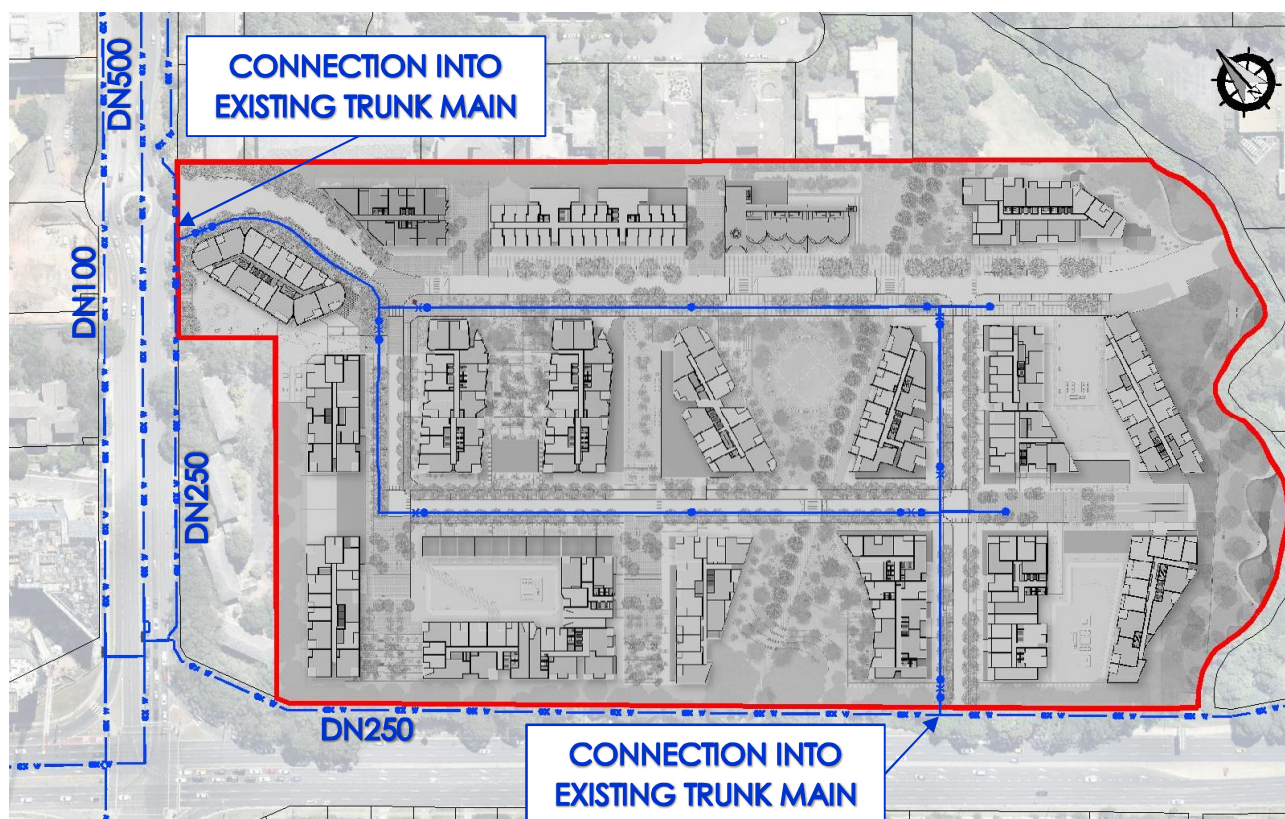 DN500
CONNECTION INTO
EXISTING TRUNK MAIN
DN100
DN250
DN250
CONNECTION INTO
EXISTING TRUNK MAIN